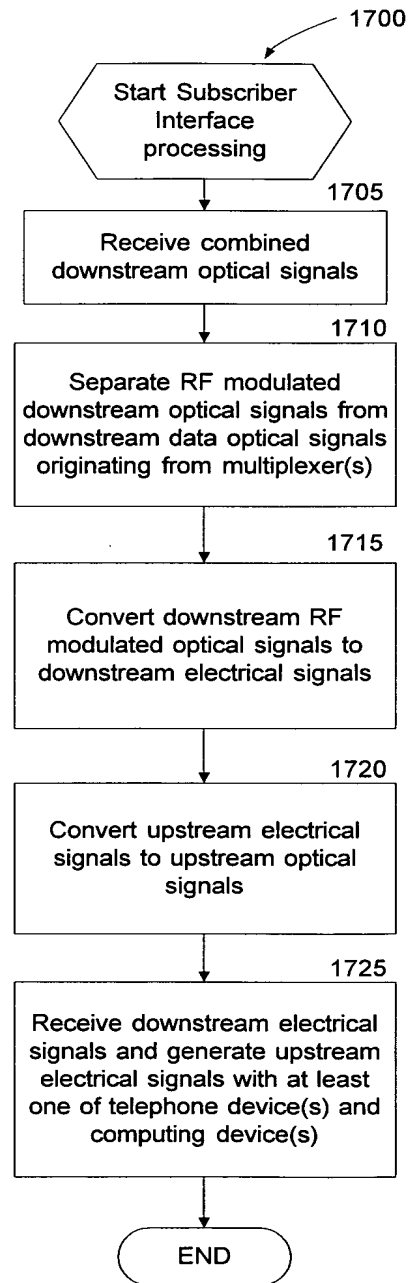 1700
Start Subscriber
Interface
processing
1705
Receive combined
downstream optical signals
1710
Separate RF modulated
downstream optical signals from
downstream data optical signals
originating from multiplexer(s)
1715
Convert downstream RF
modulated optical signals to
downstream electrical signals
1720
Convert upstream electrical
signals to upstream optical
signals
1725
Receive downstream electrical
signals and generate upstream
electrical signals with at least
one of telephone device(s) and
computing device(s)
END